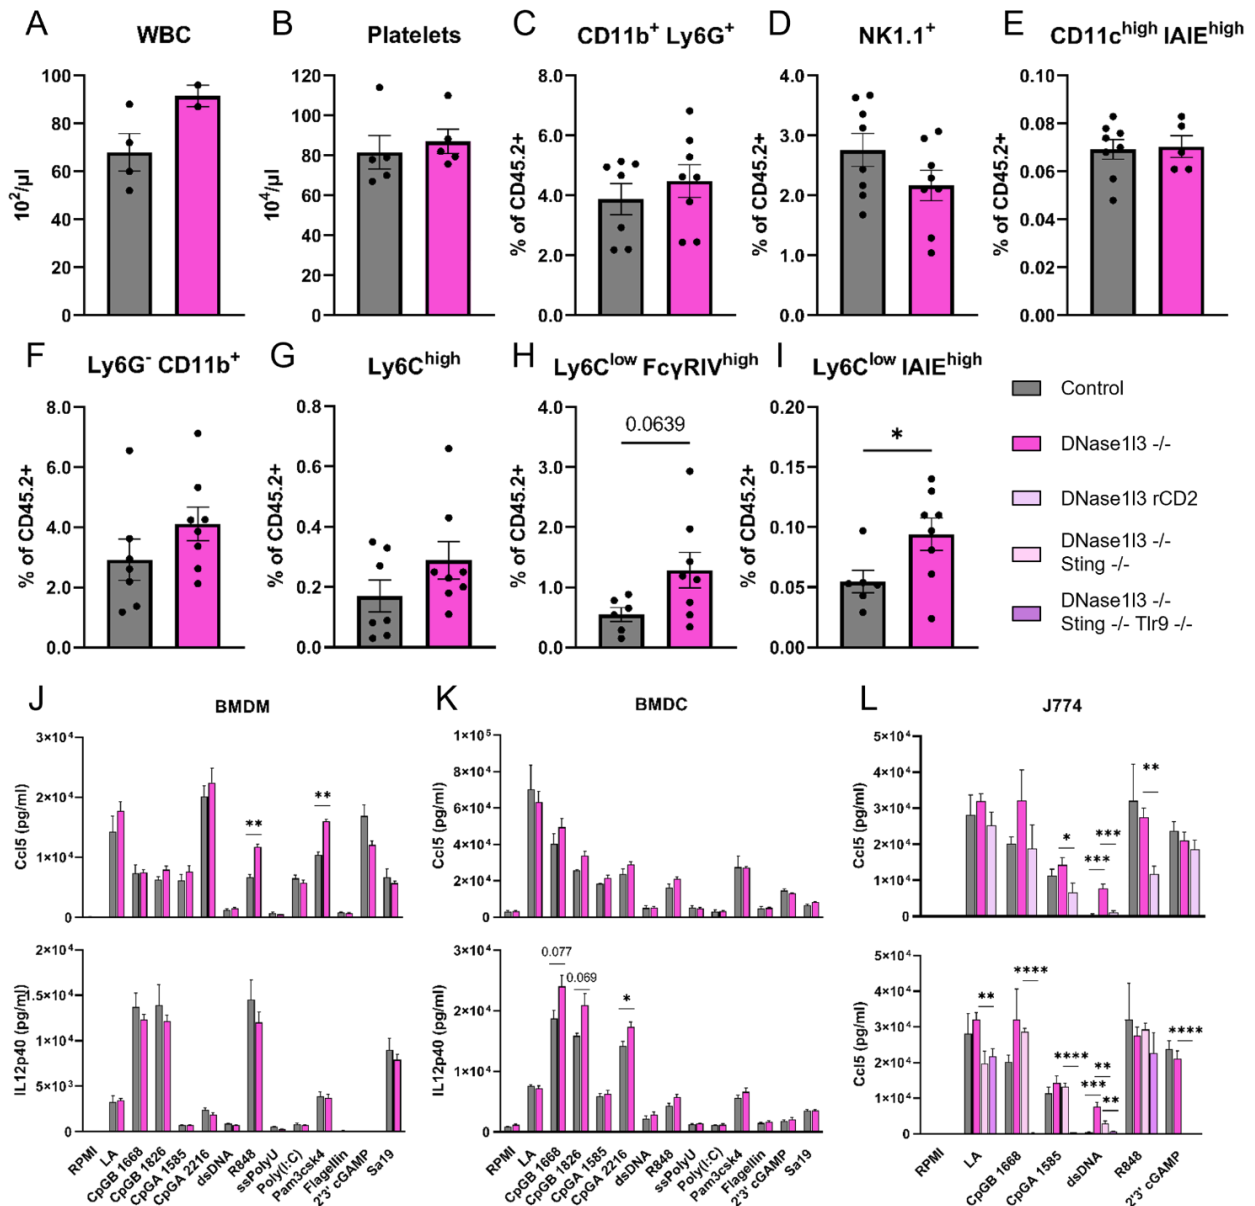 A WBC
10²/µl
100
80
60
40
20
0
B Platelets
10⁴/µl
120
100
80
60
40
20
0
C CD11b⁺ Ly6G⁺
% of CD45.2+
8.0
6.0
4.0
2.0
0.0
D NK1.1⁺
% of CD45.2+
4.0
3.0
2.0
1.0
0.0
E CD11c^high IAIE^high
% of CD45.2+
0.10
0.08
0.06
0.04
0.02
0.00
F Ly6G⁻ CD11b⁺
% of CD45.2+
8.0
6.0
4.0
2.0
0.0
G Ly6C^high
% of CD45.2+
0.8
0.6
0.4
0.2
0.0
H Ly6C^low FcγRIV^high
% of CD45.2+
4.0
3.0
2.0
1.0
0.0
0.0639
I Ly6C^low IAIE^high
% of CD45.2+
0.20
0.15
0.10
0.05
0.00
*
Control
DNase1l3 -/-
DNase1l3 rCD2
DNase1l3 -/-
Sting -/-
DNase1l3 -/-
Sting -/- Tlr9 -/-
J BMDM
Ccl5 (pg/ml)
3×10⁴
2×10⁴
1×10⁴
0
**
**
IL12p40 (pg/ml)
2×10⁴
1.5×10⁴
1×10⁴
5×10³
0
RPMI
LA
CpGB 1668
CpGB 1826
CpGA 1585
CpGA 2216
dsDNA
R848
ssPolyU
Poly(I:C)
Pam3csk4
Flagellin
2'3' cGAMP
Sa19
K BMDC
Ccl5 (pg/ml)
1×10⁵
8×10⁴
6×10⁴
4×10⁴
2×10⁴
0
IL12p40 (pg/ml)
3×10⁴
2×10⁴
1×10⁴
0
0.077
0.069
*
RPMI
LA
CpGB 1668
CpGB 1826
CpGA 1585
CpGA 2216
dsDNA
R848
ssPolyU
Poly(I:C)
Pam3csk4
Flagellin
2'3' cGAMP
Sa19
L J774
Ccl5 (pg/ml)
5×10⁴
4×10⁴
3×10⁴
2×10⁴
1×10⁴
0
*
***
***
**
Ccl5 (pg/ml)
5×10⁴
4×10⁴
3×10⁴
2×10⁴
1×10⁴
0
**
****
****
**
***
**
****
RPMI
LA
CpGB 1668
CpGA 1585
dsDNA
R848
2'3' cGAMP